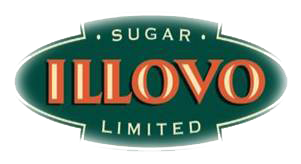 · SUGAR ·
ILLOVO
LIMITED